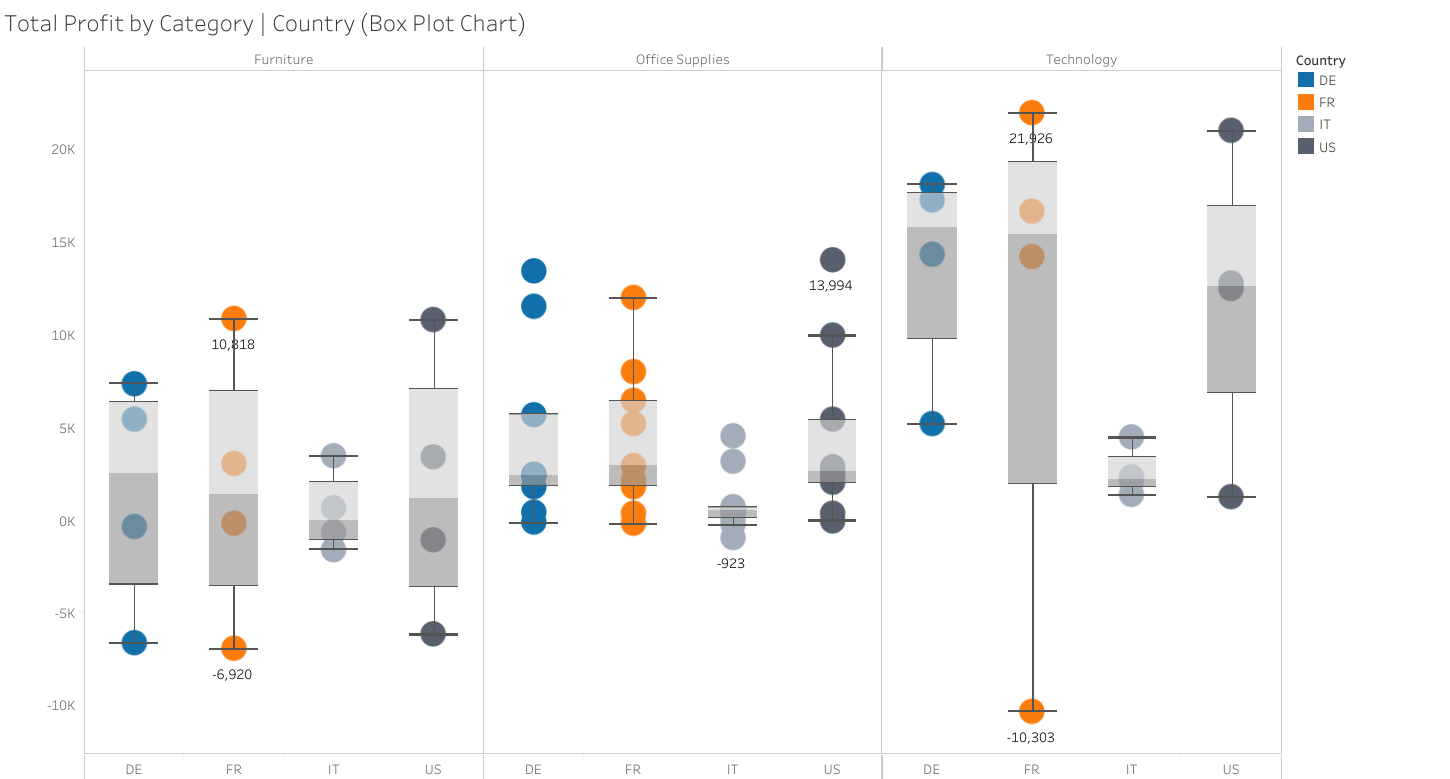 Total Profit by Category | Country (Box Plot Chart)
Furniture
Office Supplies
Technology
Country
DE
FR
IT
US
20K
15K
10K
5K
0K
-5K
-10K
10,818
-6,920
-923
13,994
21,926
-10,303
DE
FR
IT
US
DE
FR
IT
US
DE
FR
IT
US